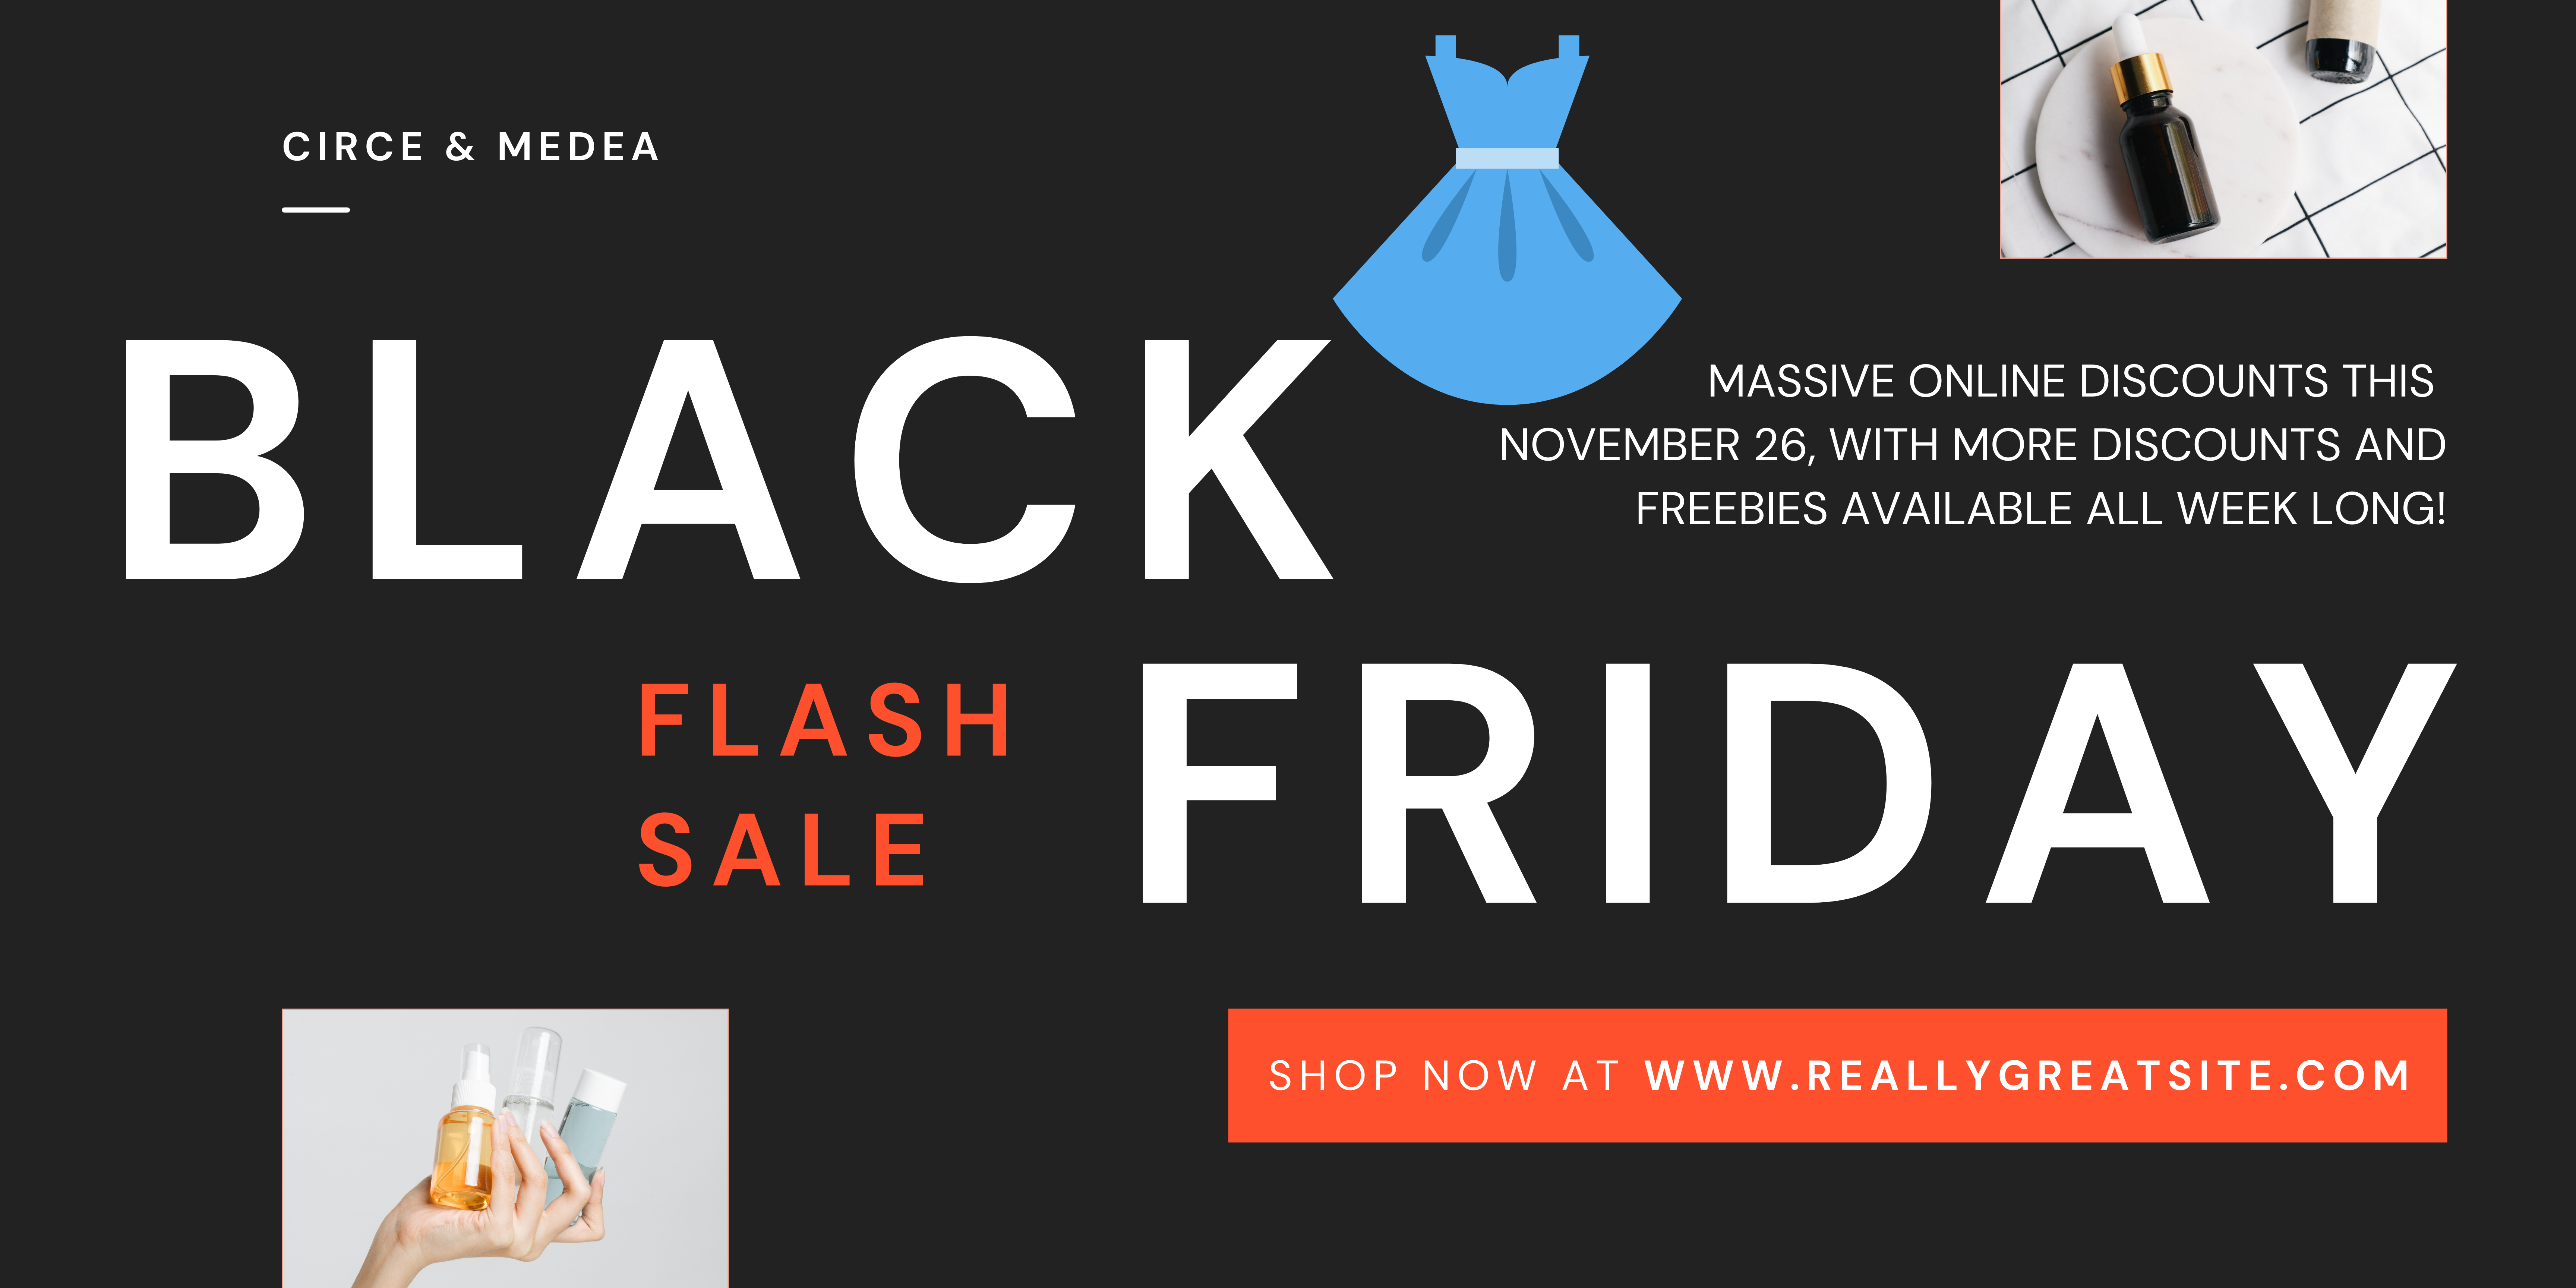 CIRCE & MEDEA
BLACK
MASSIVE ONLINE DISCOUNTS THIS
NOVEMBER 26, WITH MORE DISCOUNTS AND
FREEBIES AVAILABLE ALL WEEK LONG!
FLASH
SALE
FRIDAY
SHOP NOW AT WWW.REALLYGREATSITE.COM